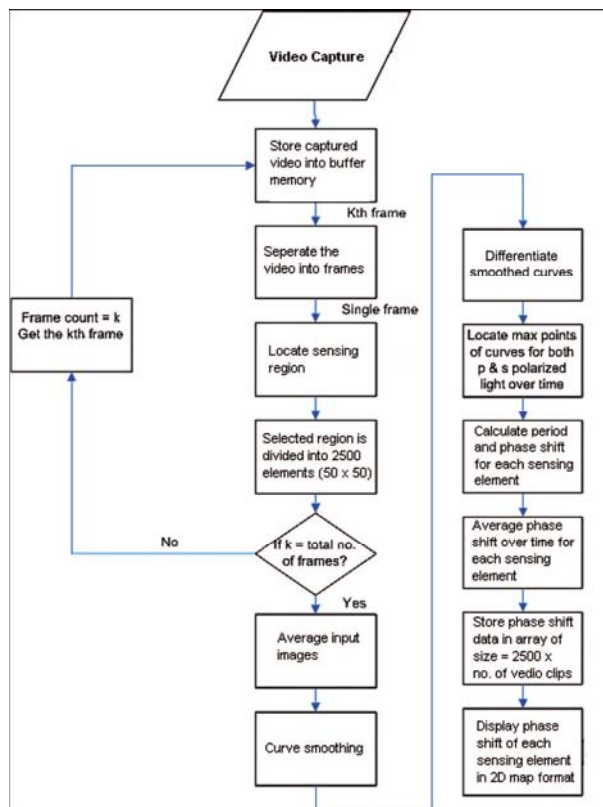 Video Capture
Store captured
video into buffer
memory
Kth frame
Seperate the
video into frames
Single frame
Frame count = k
Get the kth frame
Locate sensing
region
Selected region is
divided into 2500
elements (50 x 50)
No
If k = total no.
of frames?
Yes
Average input
images
Curve smoothing
Differentiate
smoothed curves
Locate max points
of curves for both
p & s polarized
light over time
Calculate period
and phase shift
for each sensing
element
Average phase
shift over time for
each sensing
element
Store phase shift
data in array of
size = 2500 x
no. of vedio clips
Display phase
shift of each
sensing element
in 2D map format